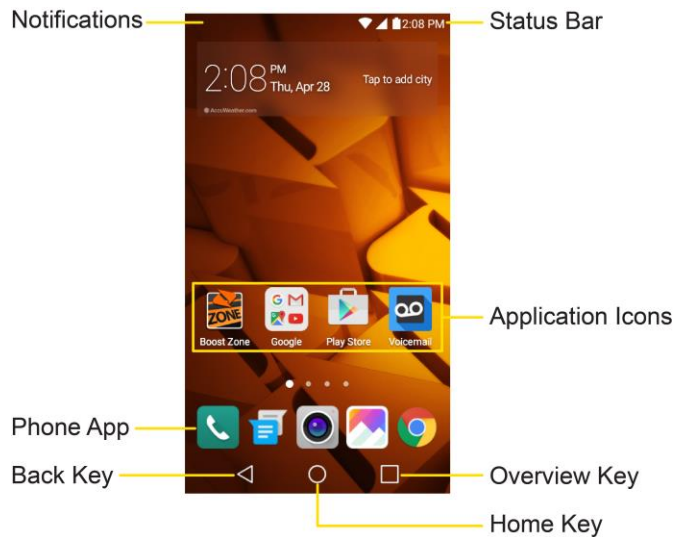 Notifications
2:08 PM
Status Bar
2:08 PM
Thu, Apr 28
Tap to add city
AccuWeather.com
ZONE
G M
Boost Zone
Google
Play Store
Voicemail
Application Icons
Phone App
Back Key
Overview Key
Home Key